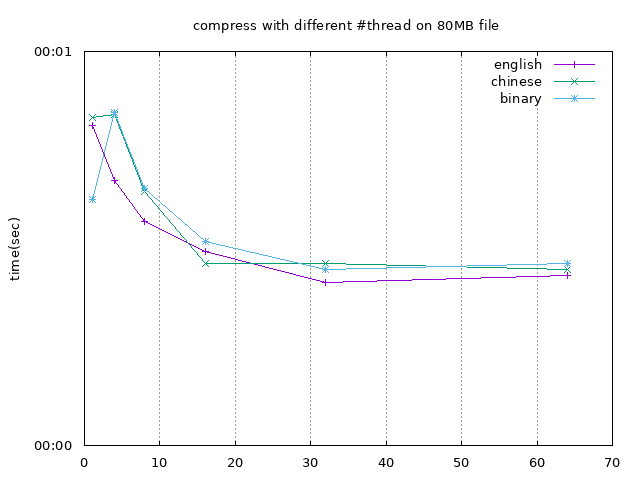 compress with different #thread on 80MB file
00:01
english
chinese
binary
time(sec)
00:00
0 10 20 30 40 50 60 70